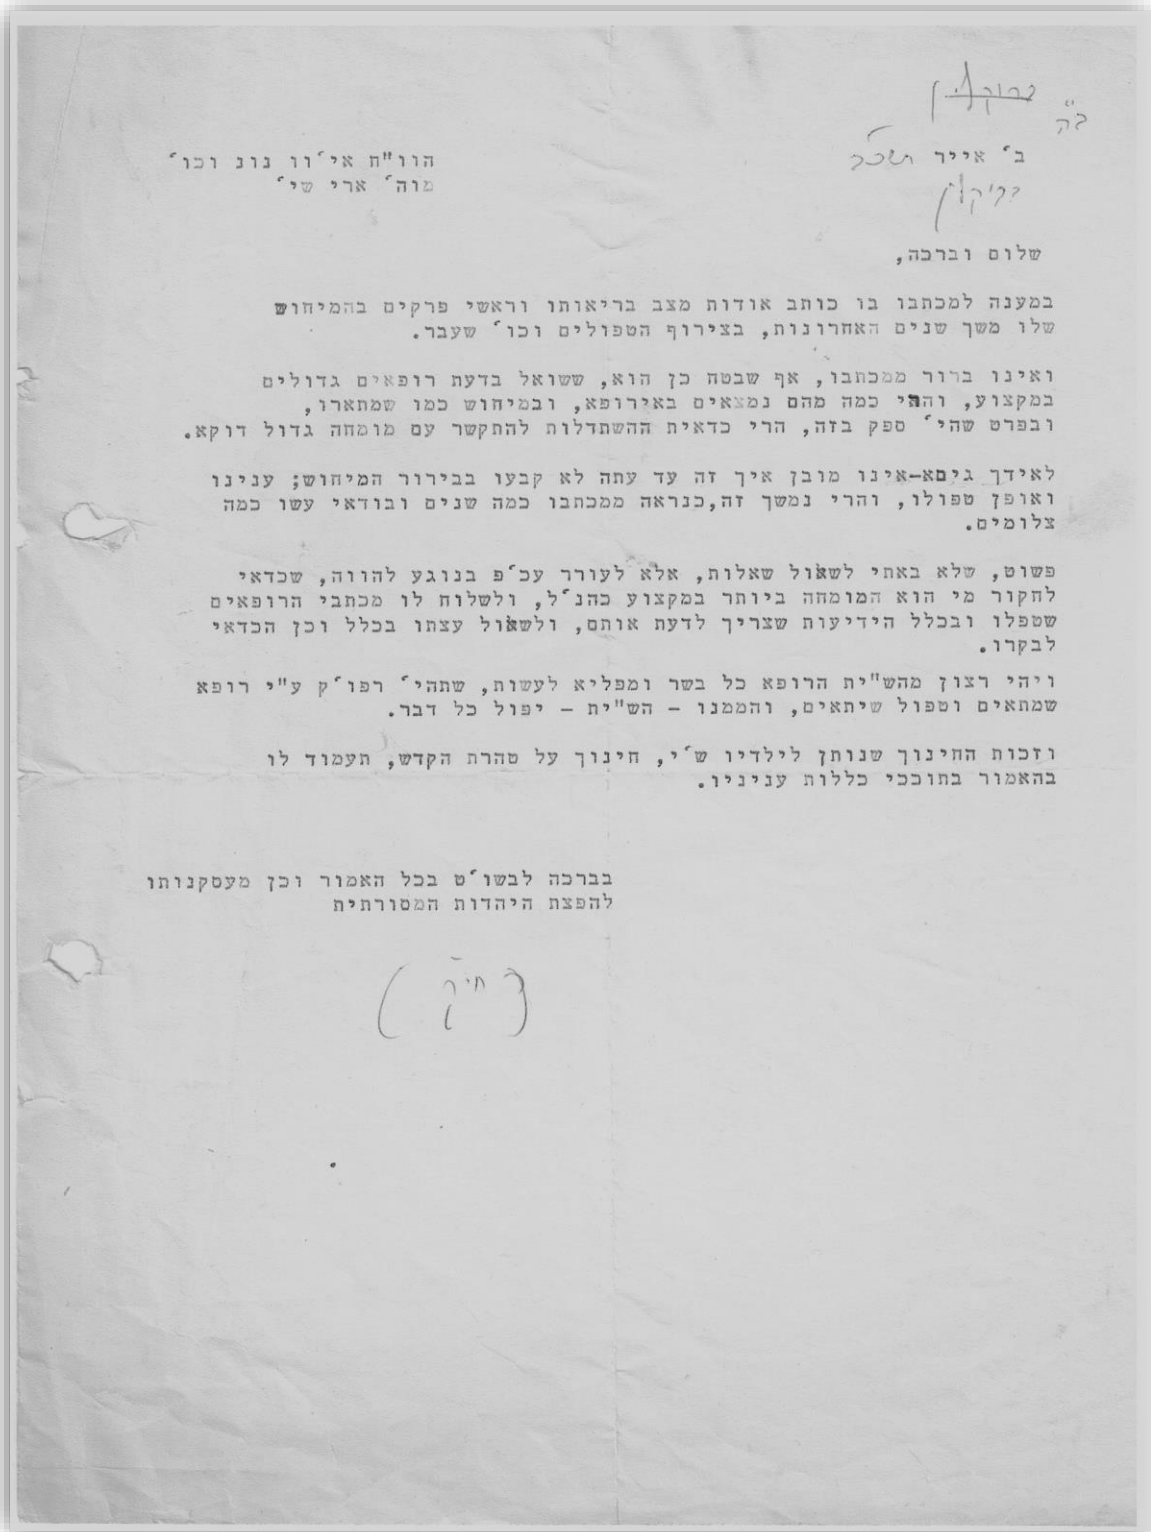 ב"ה
ב' אייר תשכ"ב
ברוקלין
הוו"ח אי'וו נונ וכו'
מוה' ארי שי'
שלום וברכה,
במענה למכתבו בו כותב אודות מצב בריאותו וראשי פרקים בהמיחוש
שלו משך שנים האחרונות, בצירוף הטפולים וכו' שעבר.
ואינו ברור ממכתבו, אף שבטח כן הוא, ששואל בדעת רופאים גדולים
במקצוע, והרי כמה מהם נמצאים באירופא, ובמיחוש כמו שמתארו,
ובפרט שהי' ספק בזה, הרי כדאית ההשתדלות להתקשר עם מומחה גדול דוקא.
לאידך גיסא-אינו מובן איך זה עד עתה לא קבעו בבירור המיחוש; ענינו
ואופן טפולו, והרי נמשך זה,כנראה ממכתבו כמה שנים ובודאי עשו כמה
צלומים.
פשוט, שלא באתי לשאול שאלות, אלא לעורר עכ'פ בנוגע להווה, שכדאי
לחקור מי הוא המומחה ביותר במקצוע כהנ'ל, ולשלוח לו מכתבי הרופאים
שטפלו ובכלל הידיעות שצריך לדעת אותם, ולשאול עצתו בכלל וכן הכדאי
לבקרו.
ויהי רצון מהש"ית הרופא כל בשר ומפליא לעשות, שתהי' רפו'ק ע"י רופא
שמתאים וטפול שיתאים, והממנו - הש"ית - יפול כל דבר.
וזכות החינוך שנותן לילדיו ש'י, חינוך על טהרת הקדש, תעמוד לו
בהאמור בתוככי כללות עניניו.
בברכה לבשו'ט בכל האמור וכן מעסקנותו
להפצת היהדות המסורתית